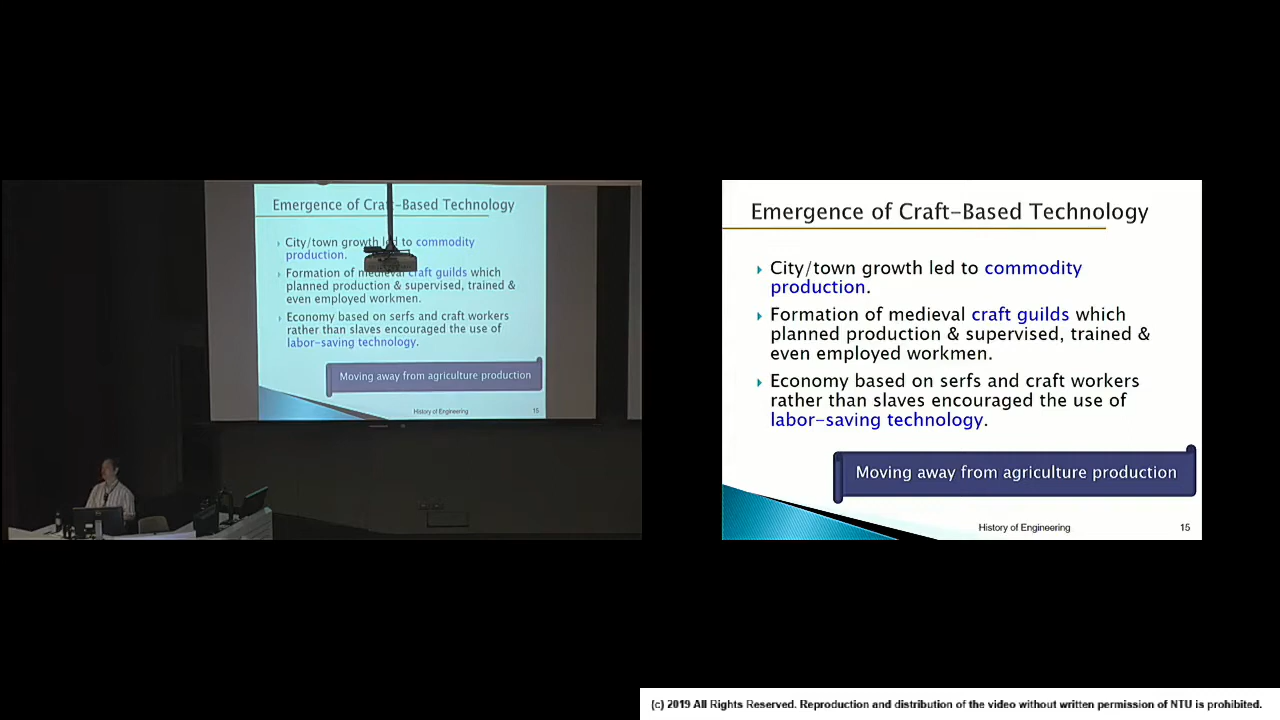 Emergence of Craft-Based Technology
City/town growth led to commodity
production.
Formation of medieval craft guilds which
planned production & supervised, trained &
even employed workmen.
Economy based on serfs and craft workers
rather than slaves encouraged the use of
labor-saving technology.
Moving away from agriculture production
History of Engineering
15
Emergence of Craft-Based Technology
City/town growth led to commodity
production.
Formation of medieval craft guilds which
planned production & supervised, trained &
even employed workmen.
Economy based on serfs and craft workers
rather than slaves encouraged the use of
labor-saving technology.
Moving away from agriculture production
History of Engineering
15
(c) 2019 All Rights Reserved. Reproduction and distribution of the video without written permission of NTU is prohibited.